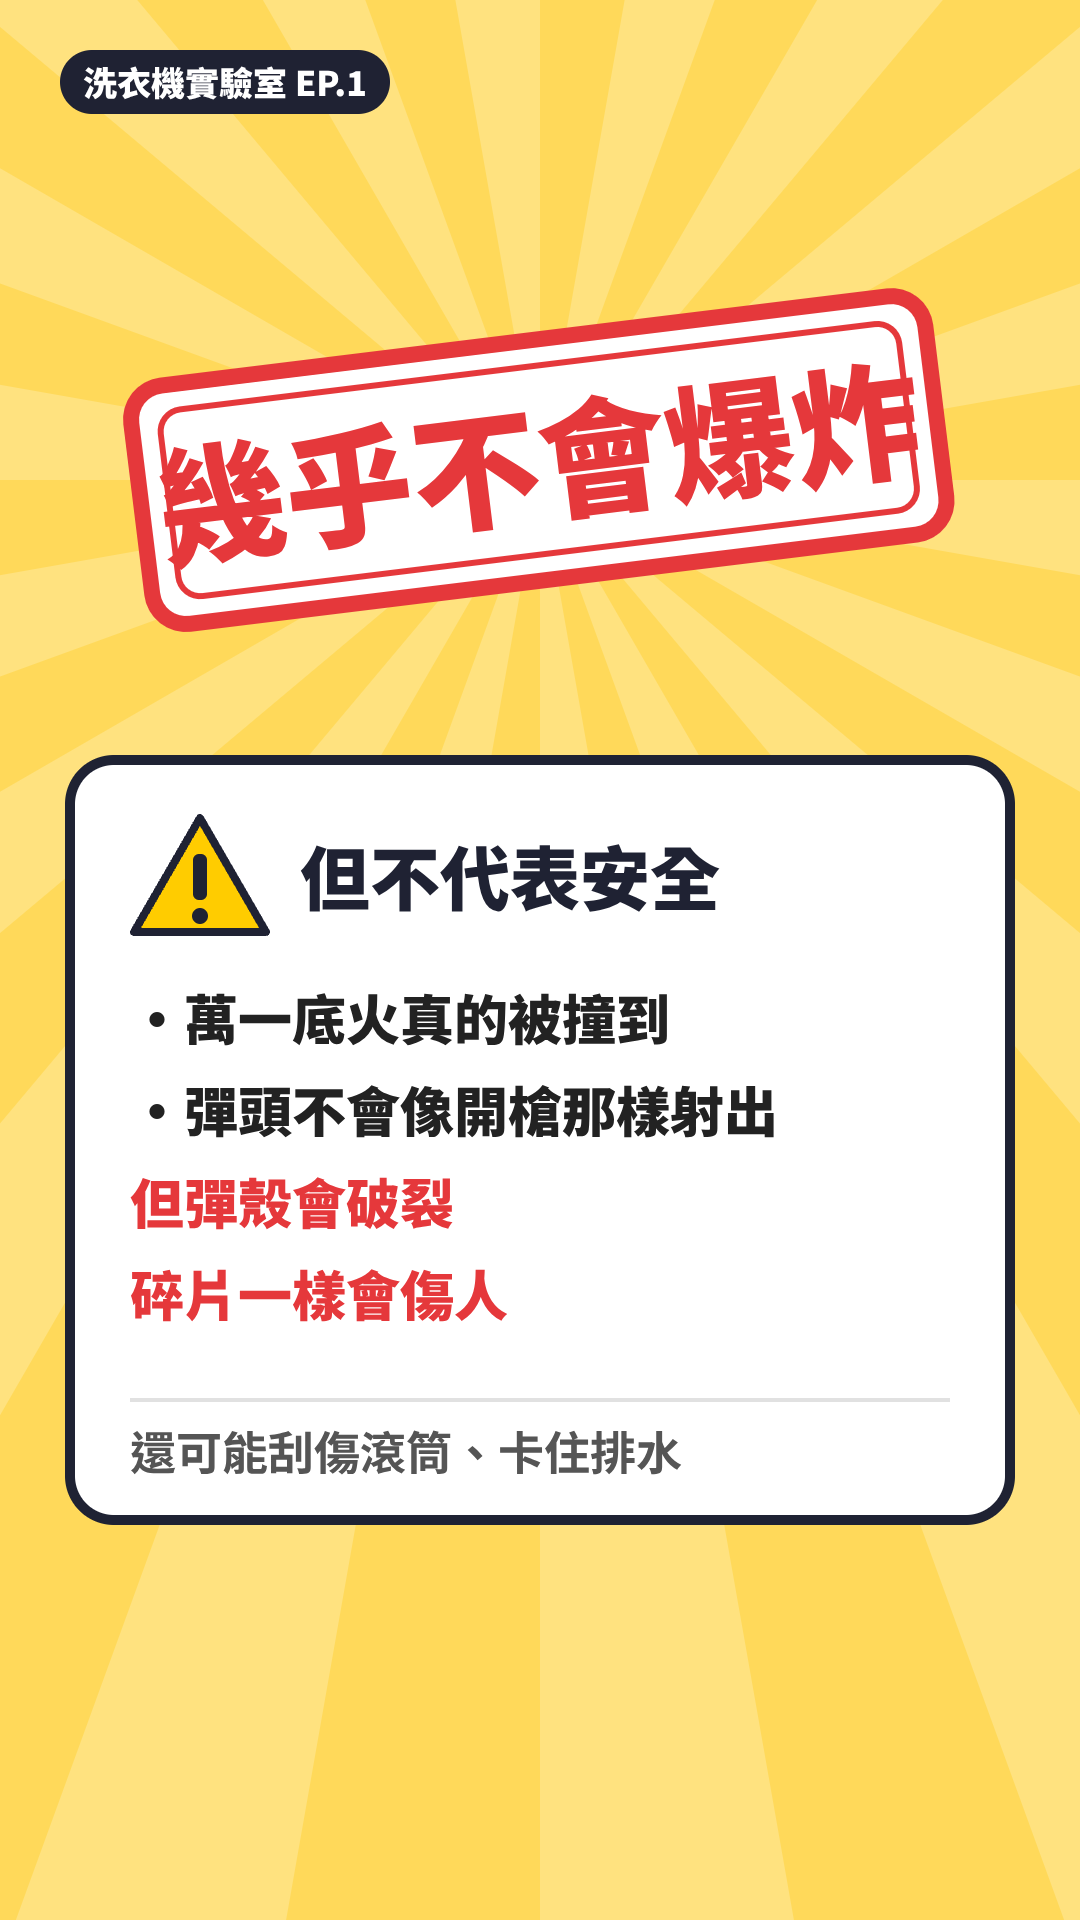 洗衣機實驗室 EP.1
幾乎不會爆炸
但不代表安全
・萬一底火真的被撞到
・彈頭不會像開槍那樣射出
但彈殼會破裂
碎片一樣會傷人
還可能刮傷滾筒、卡住排水